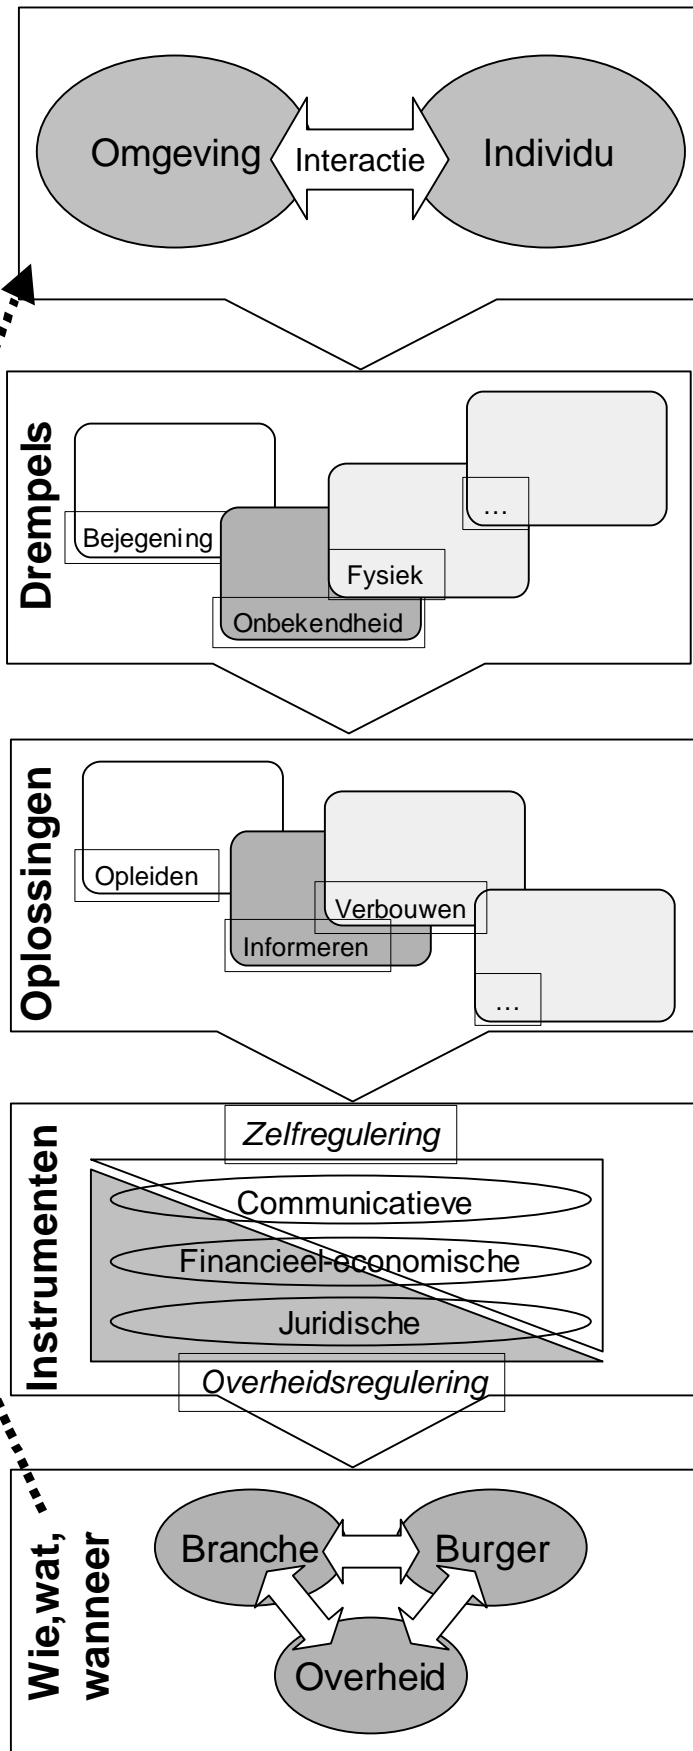 Omgeving
Interactie
Individu
Drempels
Bejegening
Onbekendheid
Fysiek
…
Oplossingen
Opleiden
Informeren
Verbouwen
…
Instrumenten
Zelfregulering
Communicatieve
Financieel-economische
Juridische
Overheidsregulering
Wie,wat,
wanneer
Branche
Burger
Overheid